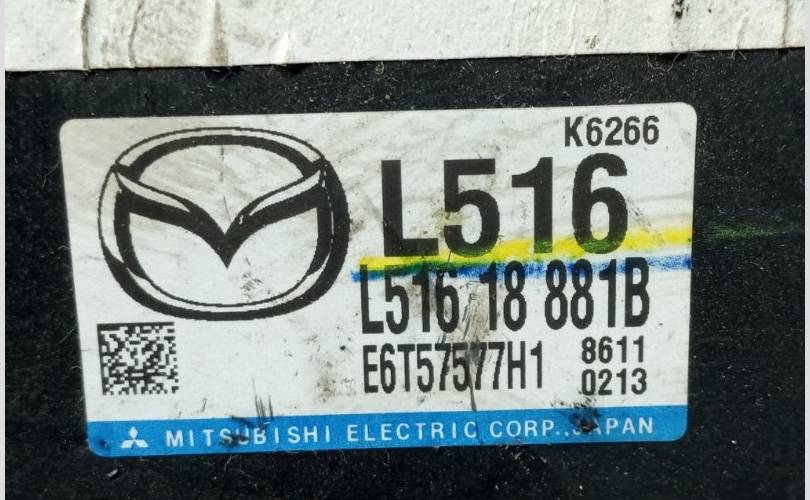 K6266
L516
L516 18 881B
E6T57577H1
8611
0213
MITSUBISHI ELECTRIC CORP., JAPAN